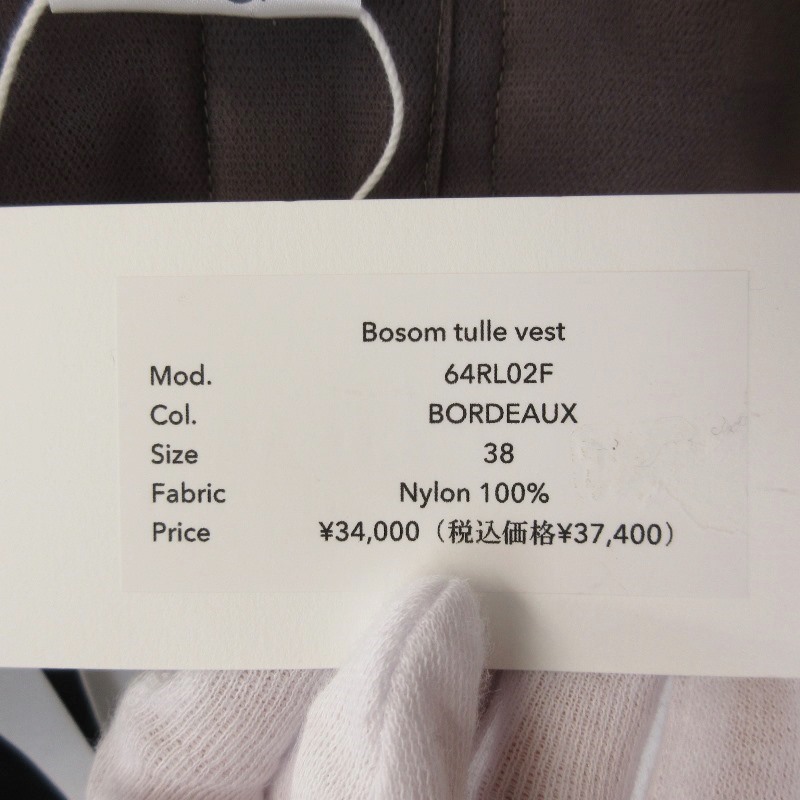 Bosom tulle vest
Mod. 64RL02F
Col. BORDEAUX
Size 38
Fabric Nylon 100%
Price ¥34,000（税込価格¥37,400）